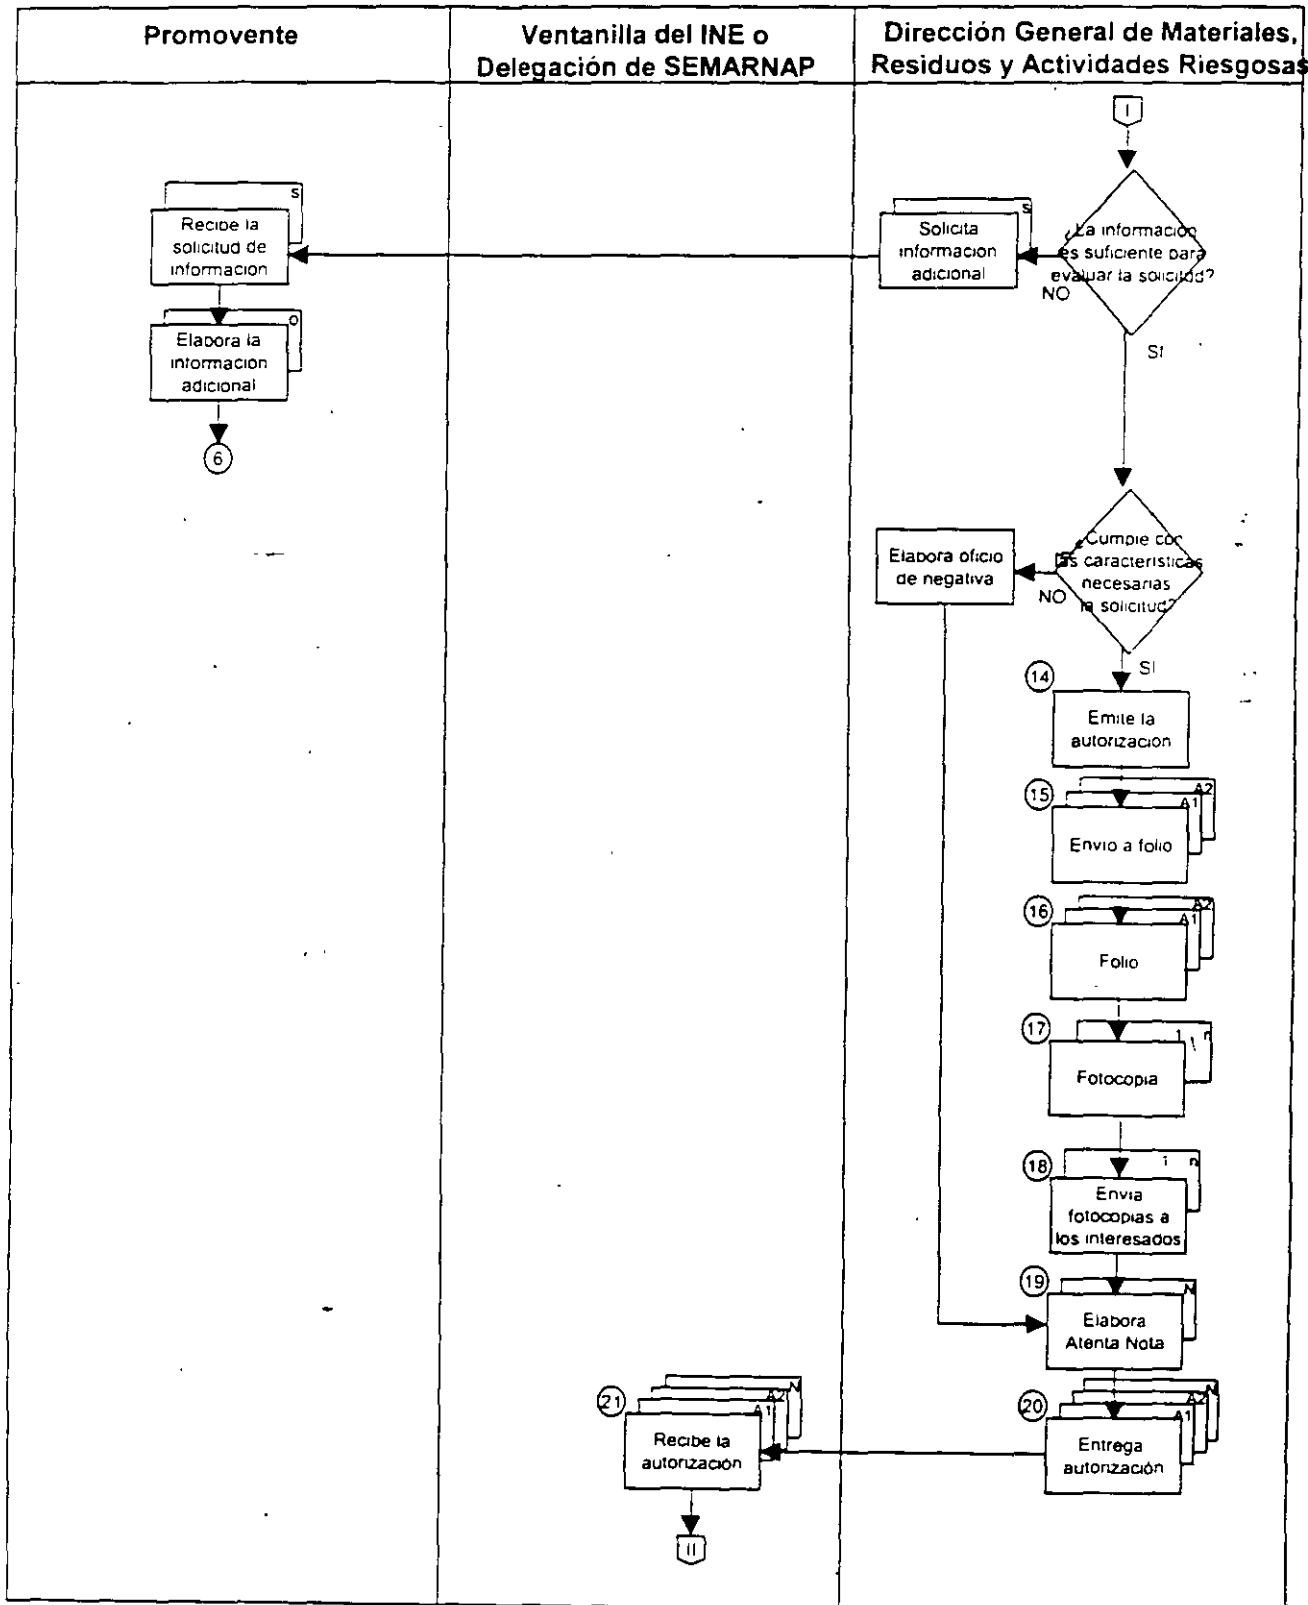 Promovente
Ventanilla del INE o
Delegación de SEMARNAP
Dirección General de Materiales,
Residuos y Actividades Riesgosas
I
¿La información
es suficiente para
evaluar la solicitud?
NO
SI
S
Solicita
información
adicional
S
Recibe la
solicitud de
información
O
Elabora la
información
adicional
6
¿Cumple con
las características
necesarias
la solicitud?
NO
SI
Elabora oficio
de negativa
14
Emite la
autorización
15
A2
A1
Envío a folio
16
A2
A1
Folio
17
1 \ n
Fotocopia
18
1 n
Envía
fotocopias a
los interesados
19
N
Elabora
Atenta Nota
20
N
A2
A1
Entrega
autorización
21
N
A2
A1
Recibe la
autorización
II